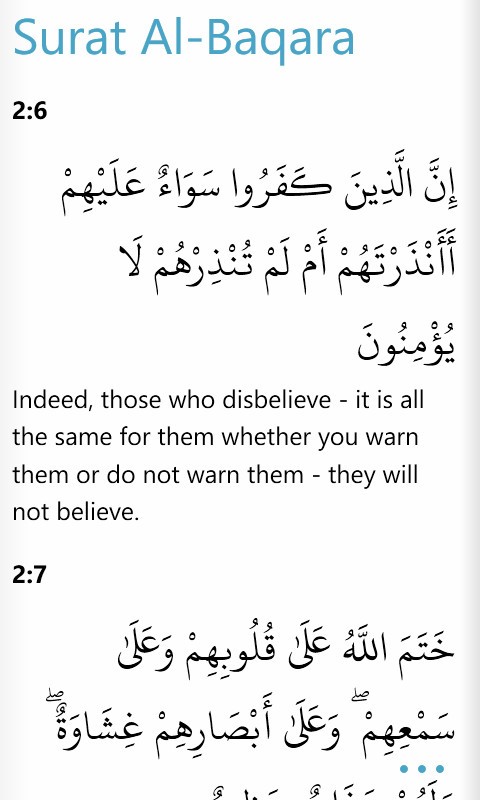 Surat Al-Baqara
2:6
إِنَّ الَّذِينَ كَفَرُوا سَوَاءٌ عَلَيْهِمْ
أَأَنْذَرْتَهُمْ أَمْ لَمْ تُنْذِرْهُمْ لَا
يُؤْمِنُونَ
Indeed, those who disbelieve - it is all
the same for them whether you warn
them or do not warn them - they will
not believe.
2:7
خَتَمَ اللَّهُ عَلَىٰ قُلُوبِهِمْ وَعَلَىٰ
سَمْعِهِمْ ۖ وَعَلَىٰ أَبْصَارِهِمْ غِشَاوَةٌ ۖ